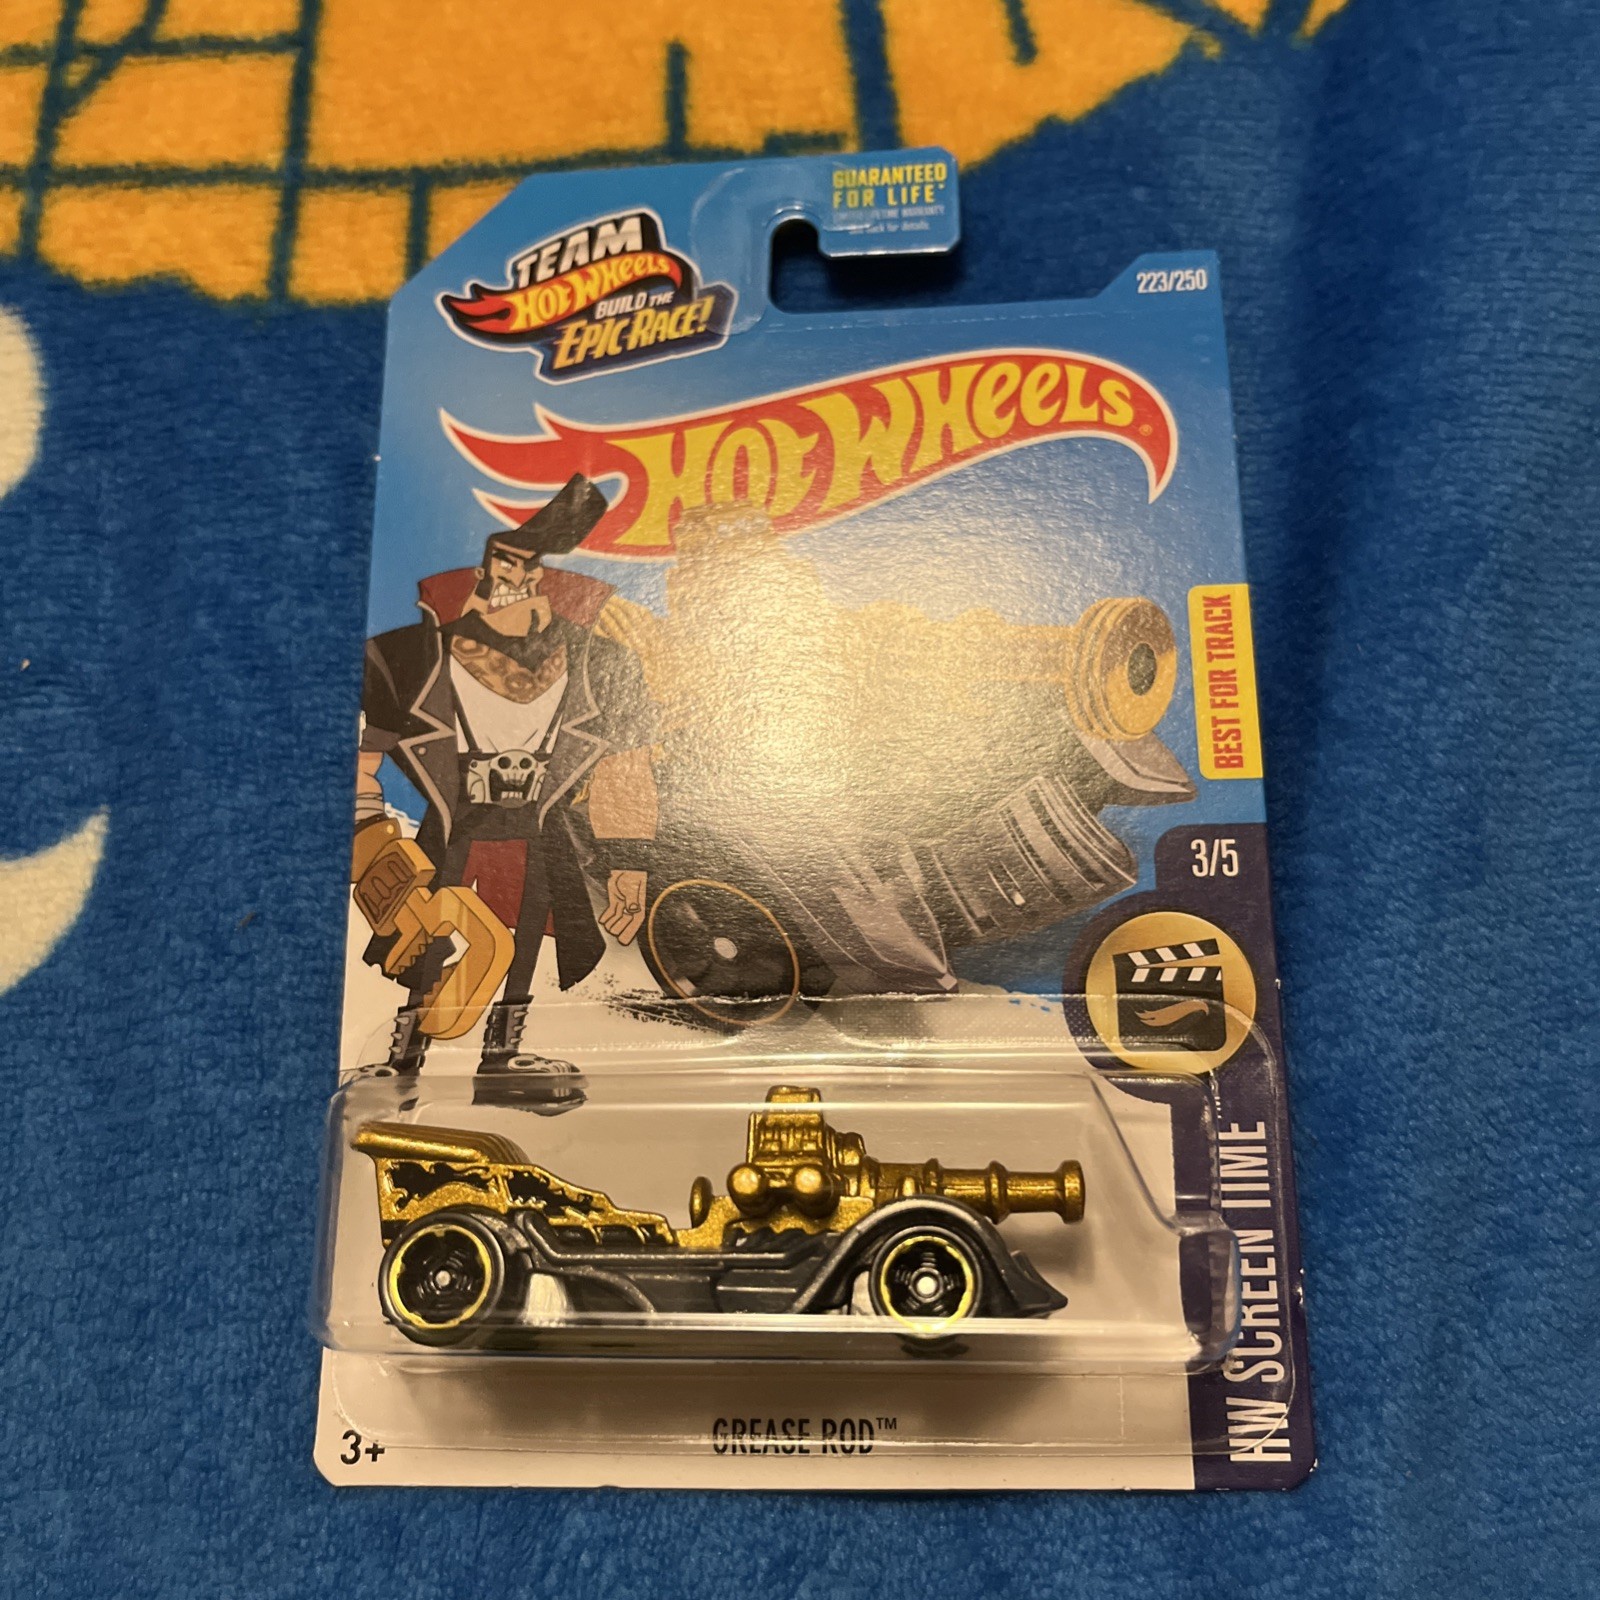 GUARANTEED
FOR LIFE*
TEAM
HOT WHEELS
BUILD THE
EPIC RACE!
223/250
HOT WHEELS®
BEST FOR TRACK
3/5
HW SCREEN TIME
GREASE ROD™
3+